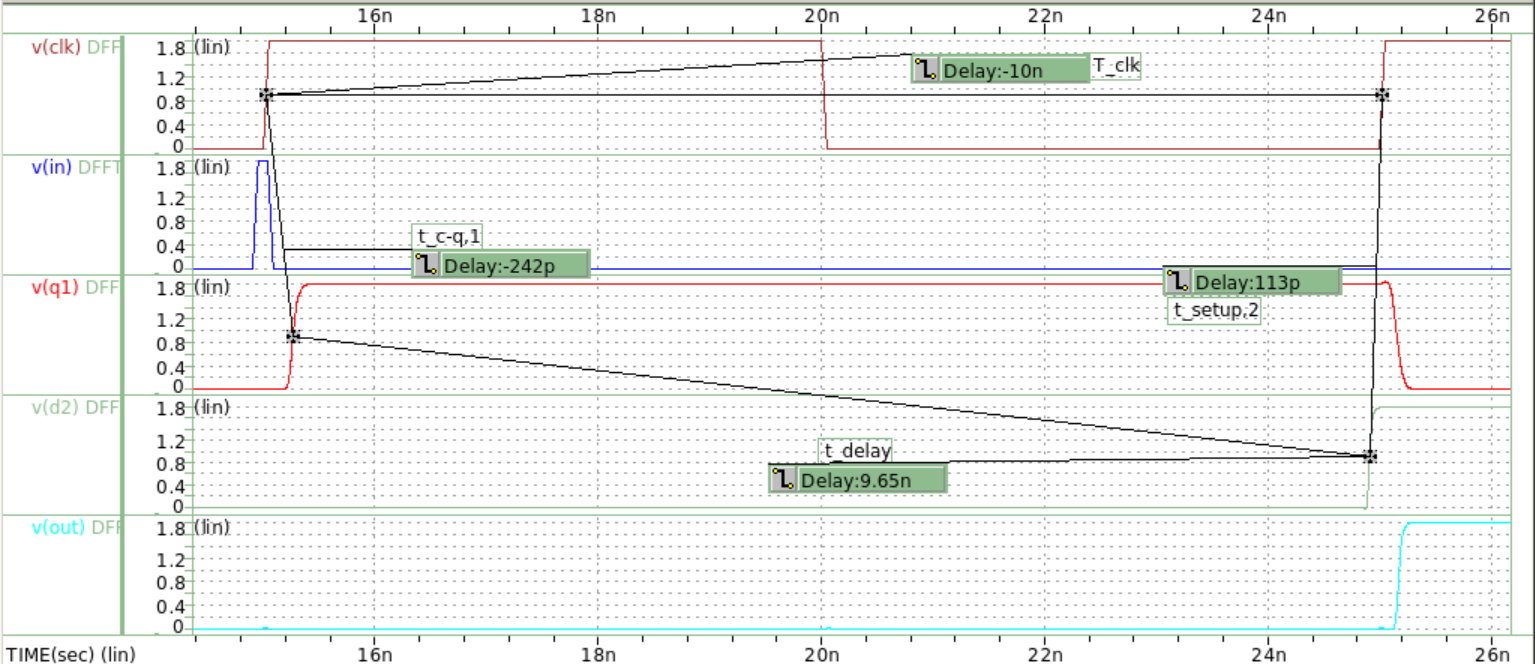 16n 18n 20n 22n 24n 26n
v(clk) DFF 1.8 (lin)
1.2
0.8
0.4
0
Delay:-10n T_clk
v(in) DFFT 1.8 (lin)
1.2
0.8
0.4
0
t_c-q,1
Delay:-242p
v(q1) DFF 1.8 (lin)
1.2
0.8
0.4
0
Delay:113p
t_setup,2
v(d2) DFF 1.8 (lin)
1.2
0.8
0.4
0
t_delay
Delay:9.65n
v(out) DFF 1.8 (lin)
1.2
0.8
0.4
0
TIME(sec) (lin) 16n 18n 20n 22n 24n 26n